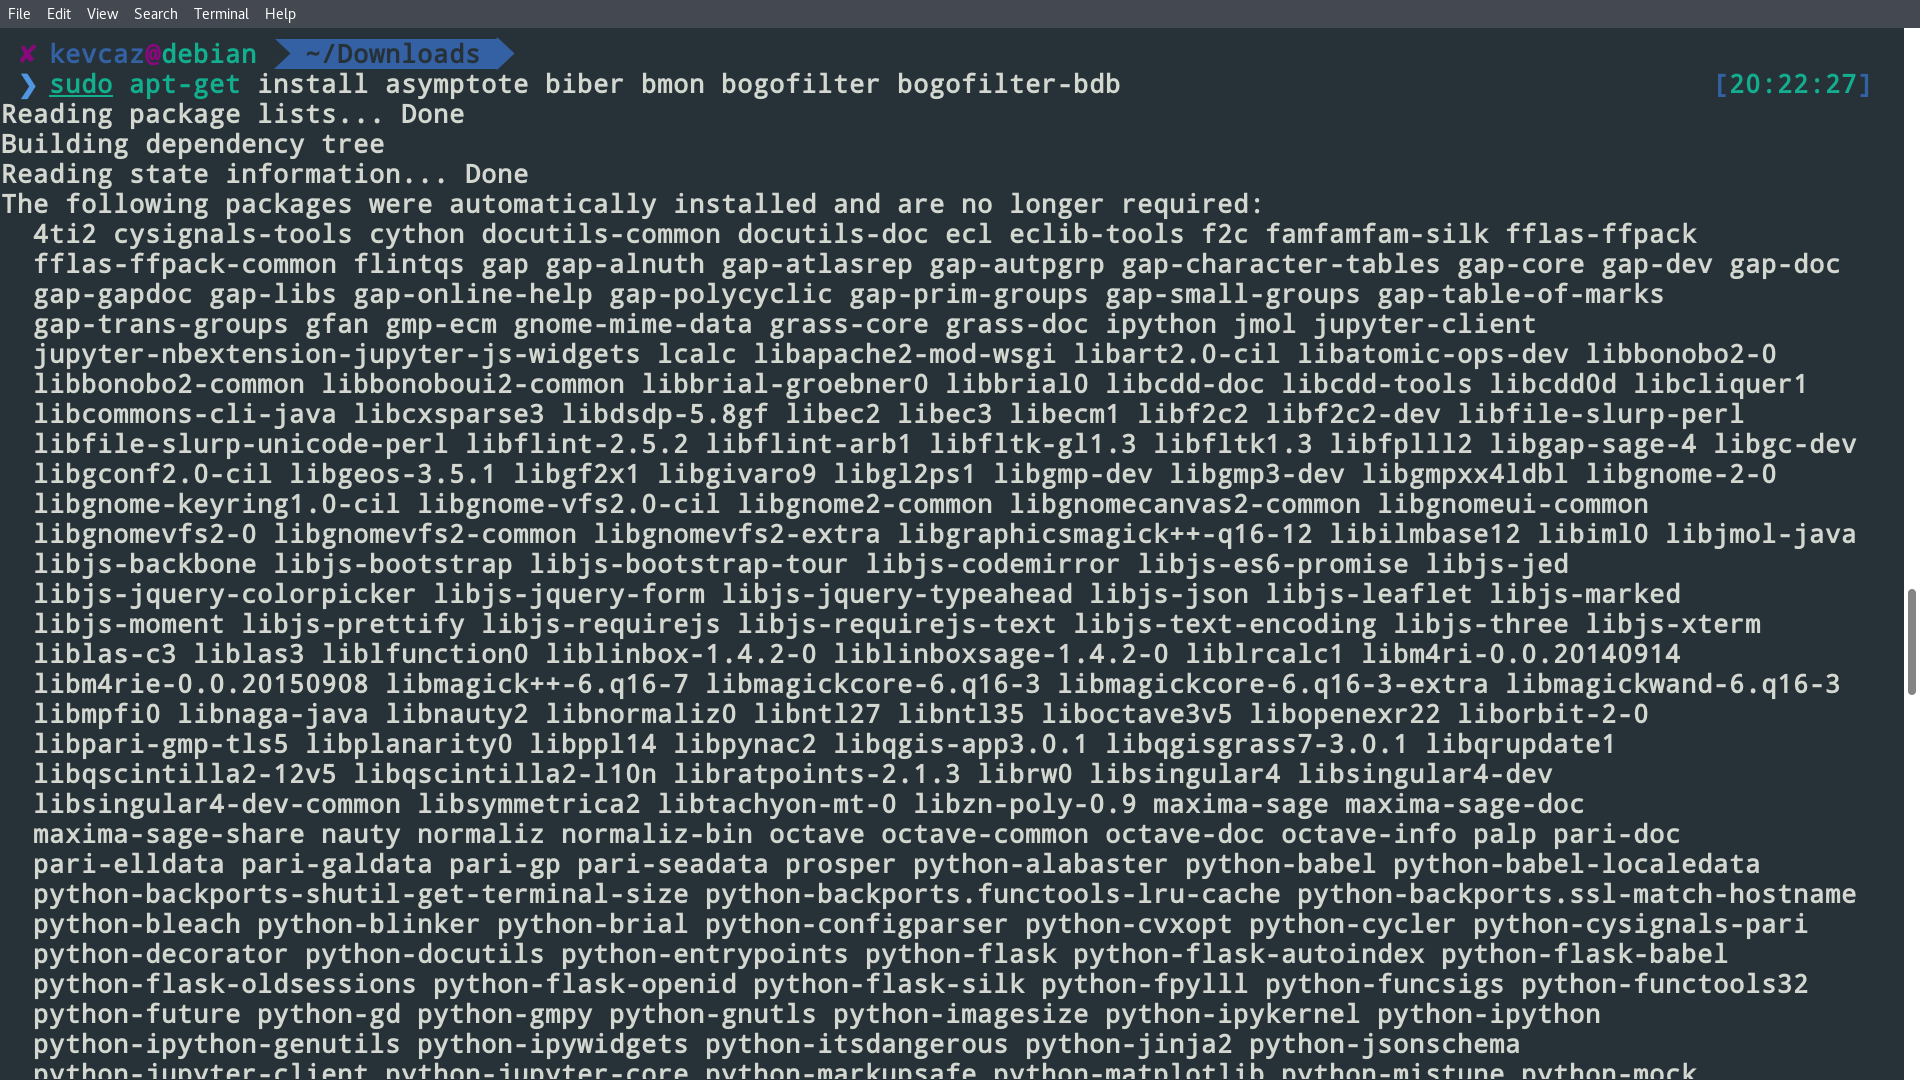 File Edit View Search Terminal Help
✘ kevcaz@debian ~/Downloads
❯ sudo apt-get install asymptote biber bmon bogofilter bogofilter-bdb [20:22:27]
Reading package lists... Done
Building dependency tree
Reading state information... Done
The following packages were automatically installed and are no longer required:
4ti2 cysignals-tools cython docutils-common docutils-doc ecl eclib-tools f2c famfamfam-silk fflas-ffpack
fflas-ffpack-common flintqs gap gap-alnuth gap-atlasrep gap-autpgrp gap-character-tables gap-core gap-dev gap-doc
gap-gapdoc gap-libs gap-online-help gap-polycyclic gap-prim-groups gap-small-groups gap-table-of-marks
gap-trans-groups gfan gmp-ecm gnome-mime-data grass-core grass-doc ipython jmol jupyter-client
jupyter-nbextension-jupyter-js-widgets lcalc libapache2-mod-wsgi libart2.0-cil libatomic-ops-dev libbonobo2-0
libbonobo2-common libbonoboui2-common libbrial-groebner0 libbrial0 libcdd-doc libcdd-tools libcdd0d libcliquer1
libcommons-cli-java libcxsparse3 libdsdp-5.8gf libec2 libec3 libecm1 libf2c2 libf2c2-dev libfile-slurp-perl
libfile-slurp-unicode-perl libflint-2.5.2 libflint-arb1 libfltk-gl1.3 libfltk1.3 libfplll2 libgap-sage-4 libgc-dev
libgconf2.0-cil libgeos-3.5.1 libgf2x1 libgivaro9 libgl2ps1 libgmp-dev libgmp3-dev libgmpxx4ldbl libgnome-2-0
libgnome-keyring1.0-cil libgnome-vfs2.0-cil libgnome2-common libgnomecanvas2-common libgnomeui-common
libgnomevfs2-0 libgnomevfs2-common libgnomevfs2-extra libgraphicsmagick++-q16-12 libilmbase12 libiml0 libjmol-java
libjs-backbone libjs-bootstrap libjs-bootstrap-tour libjs-codemirror libjs-es6-promise libjs-jed
libjs-jquery-colorpicker libjs-jquery-form libjs-jquery-typeahead libjs-json libjs-leaflet libjs-marked
libjs-moment libjs-prettify libjs-requirejs libjs-requirejs-text libjs-text-encoding libjs-three libjs-xterm
liblas-c3 liblas3 liblfunction0 liblinbox-1.4.2-0 liblinboxsage-1.4.2-0 liblrcalc1 libm4ri-0.0.20140914
libm4rie-0.0.20150908 libmagick++-6.q16-7 libmagickcore-6.q16-3 libmagickcore-6.q16-3-extra libmagickwand-6.q16-3
libmpfi0 libnaga-java libnauty2 libnormaliz0 libntl27 libntl35 liboctave3v5 libopenexr22 liborbit-2-0
libpari-gmp-tls5 libplanarity0 libppl14 libpynac2 libqgis-app3.0.1 libqgisgrass7-3.0.1 libqrupdate1
libqscintilla2-12v5 libqscintilla2-l10n libratpoints-2.1.3 librw0 libsingular4 libsingular4-dev
libsingular4-dev-common libsymmetrica2 libtachyon-mt-0 libzn-poly-0.9 maxima-sage maxima-sage-doc
maxima-sage-share nauty normaliz normaliz-bin octave octave-common octave-doc octave-info palp pari-doc
pari-elldata pari-galdata pari-gp pari-seadata prosper python-alabaster python-babel python-babel-localedata
python-backports-shutil-get-terminal-size python-backports.functools-lru-cache python-backports.ssl-match-hostname
python-bleach python-blinker python-brial python-configparser python-cvxopt python-cycler python-cysignals-pari
python-decorator python-docutils python-entrypoints python-flask python-flask-autoindex python-flask-babel
python-flask-oldsessions python-flask-openid python-flask-silk python-fpylll python-funcsigs python-functools32
python-future python-gd python-gmpy python-gnutls python-imagesize python-ipykernel python-ipython
python-ipython-genutils python-ipywidgets python-itsdangerous python-jinja2 python-jsonschema
python-jupyter-client python-jupyter-core python-markupsafe python-matplotlib python-mistune python-mock